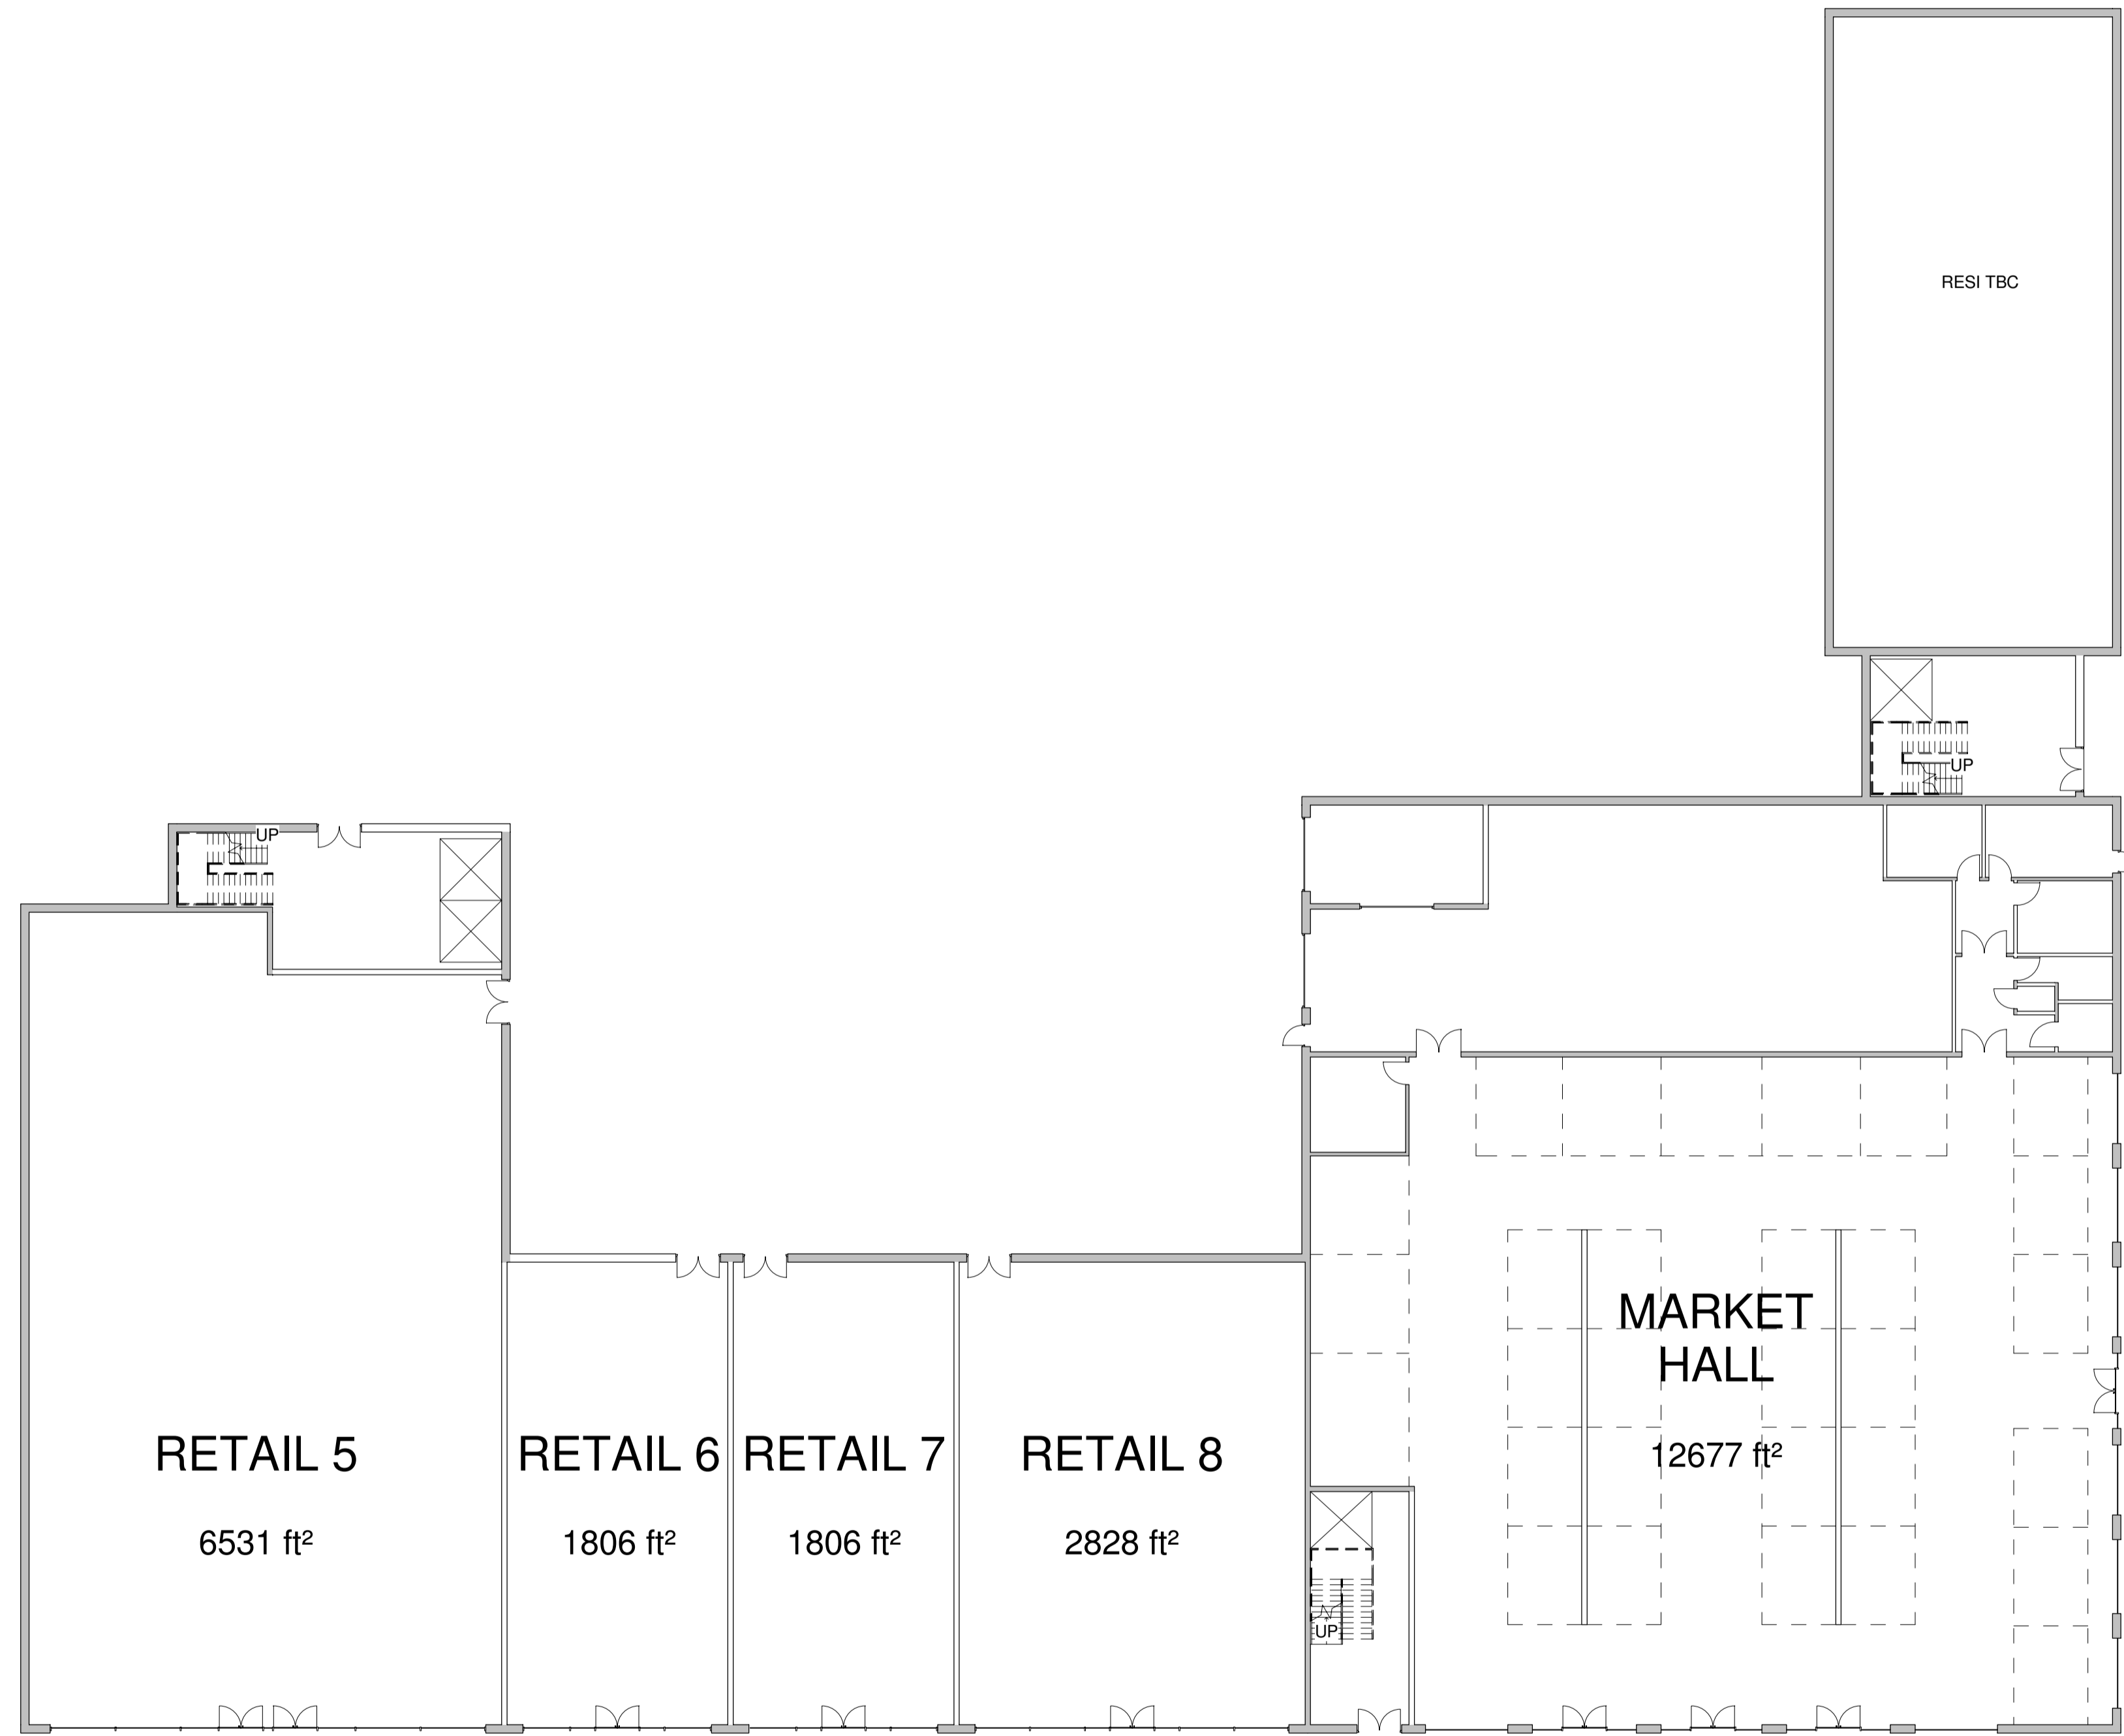 RESI TBC
UP
UP
MARKET
HALL
12677 ft²
RETAIL 5
6531 ft²
RETAIL 6
1806 ft²
RETAIL 7
1806 ft²
RETAIL 8
2828 ft²
UP